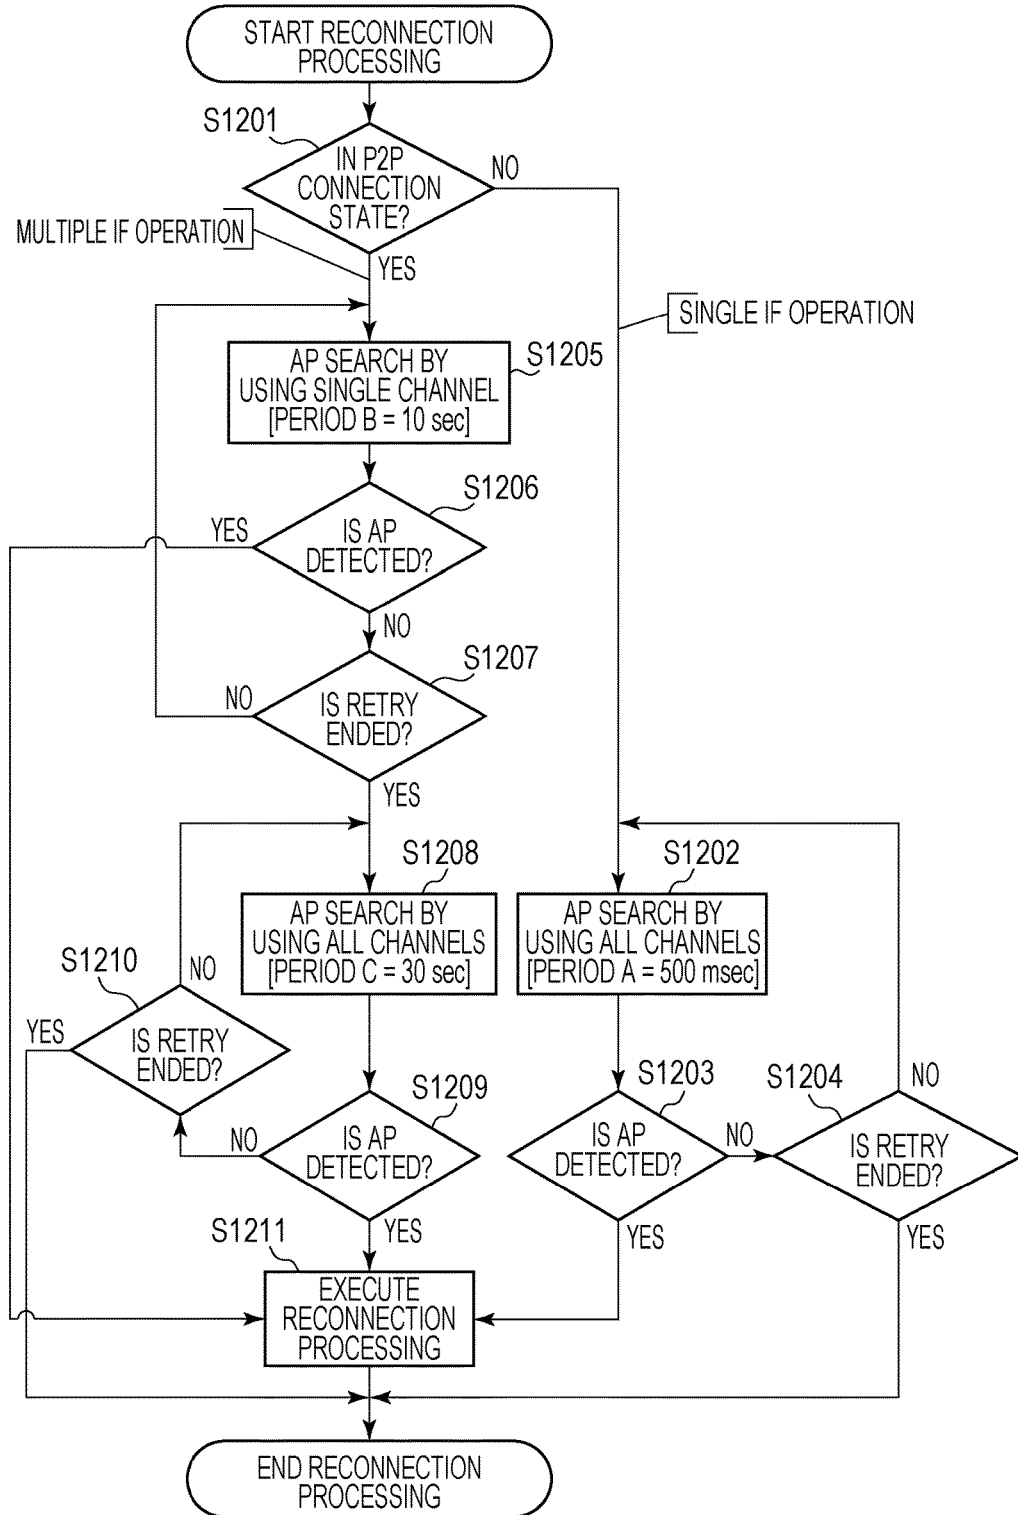 START RECONNECTION
PROCESSING
S1201
IN P2P
CONNECTION
STATE?
NO
MULTIPLE IF OPERATION
YES
SINGLE IF OPERATION
AP SEARCH BY
USING SINGLE CHANNEL
[PERIOD B = 10 sec]
S1205
S1206
YES
IS AP
DETECTED?
NO
S1207
NO
IS RETRY
ENDED?
YES
S1208
AP SEARCH BY
USING ALL CHANNELS
[PERIOD C = 30 sec]
S1202
AP SEARCH BY
USING ALL CHANNELS
[PERIOD A = 500 msec]
S1210
NO
YES
IS RETRY
ENDED?
S1209
NO
IS AP
DETECTED?
YES
S1203
IS AP
DETECTED?
NO
YES
S1204
NO
IS RETRY
ENDED?
YES
S1211
EXECUTE
RECONNECTION
PROCESSING
END RECONNECTION
PROCESSING